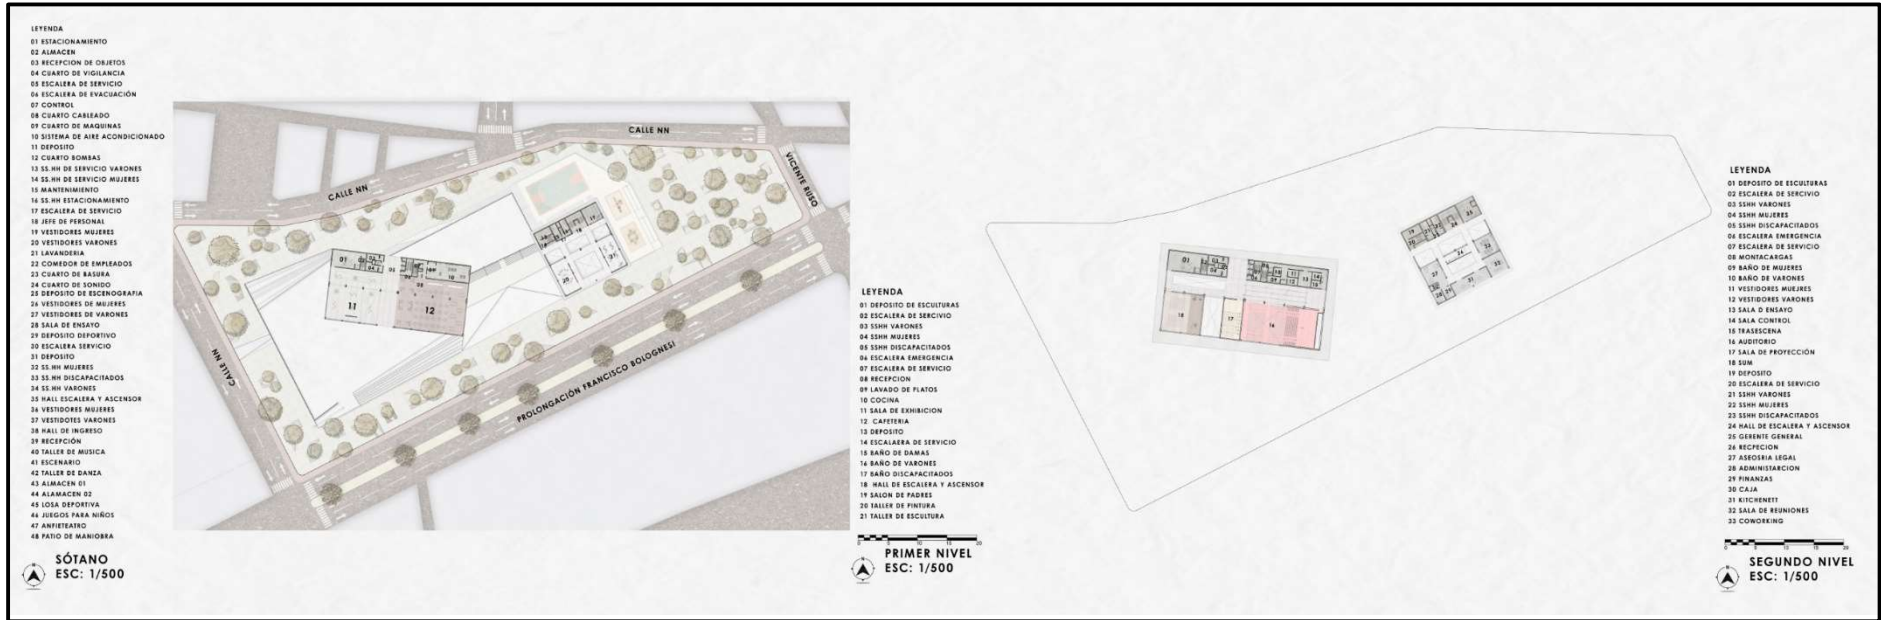 LEYENDA
01 ESTACIONAMIENTO
02 ALMACEN
03 RECEPCION DE OBJETOS
04 CUARTO DE VIGILANCIA
05 ESCALERA DE SERVICIO
06 ESCALERA DE EVACUACIÓN
07 CONTROL
08 CUARTO CABLEADO
09 CUARTO DE MAQUINAS
10 SISTEMA DE AIRE ACONDICIONADO
11 DEPOSITO
12 CUARTO BOMBAS
13 SS.HH DE SERVICIO VARONES
14 SS.HH DE SERVICIO MUJERES
15 MANTENIMIENTO
16 SS.HH ESTACIONAMIENTO
17 ESCALERA DE SERVICIO
18 JEFE DE PERSONAL
19 VESTIDORES MUJERES
20 VESTIDORES VARONES
21 LAVANDERIA
22 COMEDOR DE EMPLEADOS
23 CUARTO DE BASURA
24 CUARTO DE SONIDO
25 DEPOSITO DE ESCENOGRAFIA
26 VESTIDORES DE MUJERES
27 VESTIDORES DE VARONES
28 SALA DE ENSAYO
29 DEPOSITO DEPORTIVO
30 ESCALERA SERVICIO
31 DEPOSITO
32 SS.HH MUJERES
33 SS.HH DISCAPACITADOS
34 SS.HH VARONES
35 HALL ESCALERA Y ASCENSOR
36 VESTIDORES MUJERES
37 VESTIDOTES VARONES
38 HALL DE INGRESO
39 RECEPCIÓN
40 TALLER DE MUSICA
41 ESCENARIO
42 TALLER DE DANZA
43 ALMACEN 01
44 ALAMACEN 02
45 LOSA DEPORTIVA
46 JUEGOS PARA NIÑOS
47 ANFIETEATRO
48 PATIO DE MANIOBRA
SÓTANO
ESC: 1/500
CALLE NN
CALLE NN
VICENTE RUSO
CALLE NN
PROLONGACIÓN FRANCISCO BOLOGNESI
01
11
12
LEYENDA
01 DEPOSITO DE ESCULTURAS
02 ESCALERA DE SERCIVIO
03 SSHH VARONES
04 SSHH MUJERES
05 SSHH DISCAPACITADOS
06 ESCALERA EMERGENCIA
07 ESCALERA DE SERVICIO
08 RECEPCION
09 LAVADO DE PLATOS
10 COCINA
11 SALA DE EXHIBICION
12 CAFETERIA
13 DEPOSITO
14 ESCALAERA DE SERVICIO
15 BAÑO DE DAMAS
16 BAÑO DE VARONES
17 BAÑO DISCAPACITADOS
18 HALL DE ESCALERA Y ASCENSOR
19 SALON DE PADRES
20 TALLER DE PINTURA
21 TALLER DE ESCULTURA
PRIMER NIVEL
ESC: 1/500
01
18
17
16
LEYENDA
01 DEPOSITO DE ESCULTURAS
02 ESCALERA DE SERCIVIO
03 SSHH VARONES
04 SSHH MUJERES
05 SSHH DISCAPACITADOS
06 ESCALERA EMERGENCIA
07 ESCALERA DE SERVICIO
08 MONTACARGAS
09 BAÑO DE MUJERES
10 BAÑO DE VARONES
11 VESTIDORES MUEJRES
12 VESTIDORES VARONES
13 SALA D ENSAYO
14 SALA CONTROL
15 TRASESCENA
16 AUDITORIO
17 SALA DE PROYECCIÓN
18 SUM
19 DEPOSITO
20 ESCALERA DE SERVICIO
21 SSHH VARONES
22 SSHH MUJERES
23 SSHH DISCAPACITADOS
24 HALL DE ESCALERA Y ASCENSOR
25 GERENTE GENERAL
26 RECPECION
27 ASEOSRIA LEGAL
28 ADMINISTARCION
29 FINANZAS
30 CAJA
31 KITCHENETT
32 SALA DE REUNIONES
33 COWORKING
SEGUNDO NIVEL
ESC: 1/500